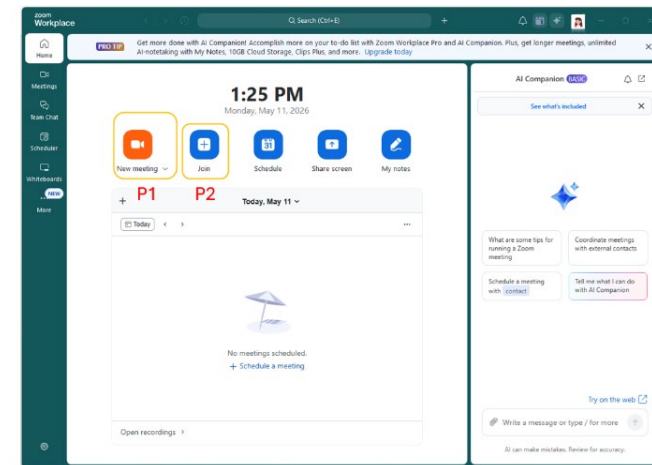 zoom
Workplace
Search (Ctrl+E)
Home
Meetings
Team Chat
Scheduler
Whiteboards
NEW
More
PRO TIP
Get more done with AI Companion! Accomplish more on your to-do list with Zoom Workplace Pro and AI Companion. Plus, get longer meetings, unlimited
AI-notetaking with My Notes, 10GB Cloud Storage, Clips Plus, and more. Upgrade today
1:25 PM
Monday, May 11, 2026
31
New meeting
Join
Schedule
Share screen
My notes
P1
P2
Today, May 11
Today
No meetings scheduled.
+ Schedule a meeting
Open recordings
AI Companion BASIC
See what's included
What are some tips for
running a Zoom
meeting
Coordinate meetings
with external contacts
Schedule a meeting
with contact
Tell me what I can do
with AI Companion
Try on the web
Write a message or type / for more
AI can make mistakes. Review for accuracy.